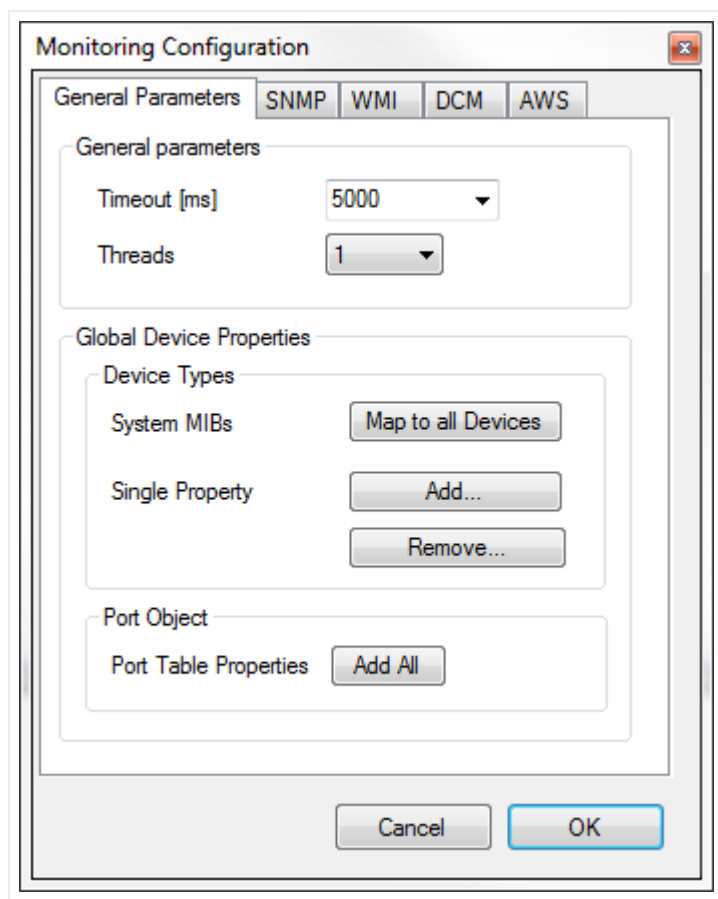 Monitoring Configuration
General Parameters SNMP WMI DCM AWS
General parameters
Timeout [ms] 5000
Threads 1
Global Device Properties
Device Types
System MIBs Map to all Devices
Single Property Add...
Remove...
Port Object
Port Table Properties Add All
Cancel OK